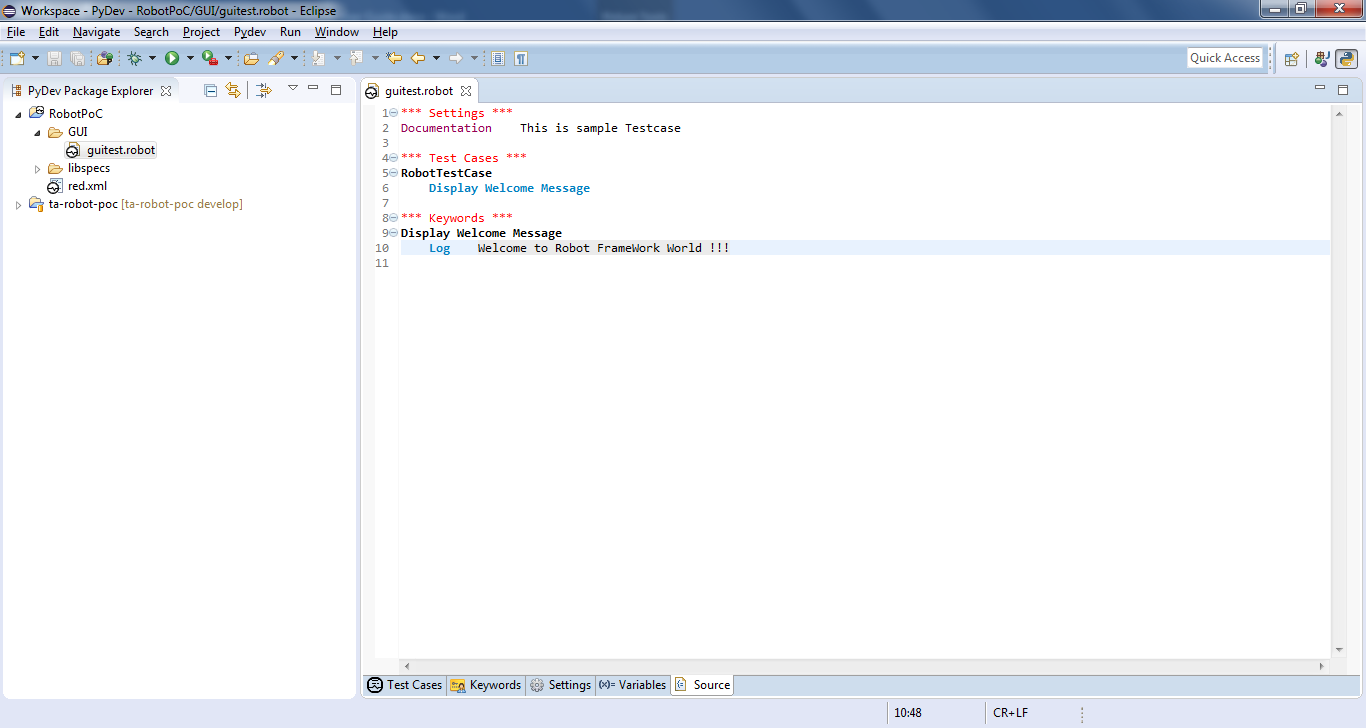 Workspace - PyDev - RobotPoC/GUI/guitest.robot - Eclipse
File Edit Navigate Search Project Pydev Run Window Help
Quick Access
PyDev Package Explorer
RobotPoC
GUI
guitest.robot
libspecs
red.xml
ta-robot-poc [ta-robot-poc develop]
guitest.robot
1 *** Settings ***
2 Documentation    This is sample Testcase
3
4 *** Test Cases ***
5 RobotTestCase
6     Display Welcome Message
7
8 *** Keywords ***
9 Display Welcome Message
10     Log    Welcome to Robot FrameWork World !!!
11
Test Cases Keywords Settings (x)= Variables Source
10:48 CR+LF